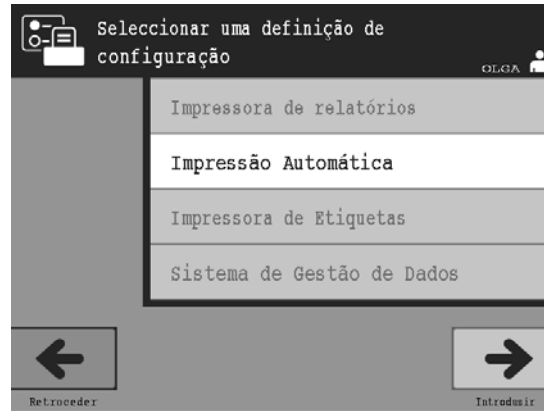 Seleccionar uma definição de
configuração
OLGA
Impressora de relatórios
Impressão Automática
Impressora de Etiquetas
Sistema de Gestão de Dados
Retroceder
Introduzir